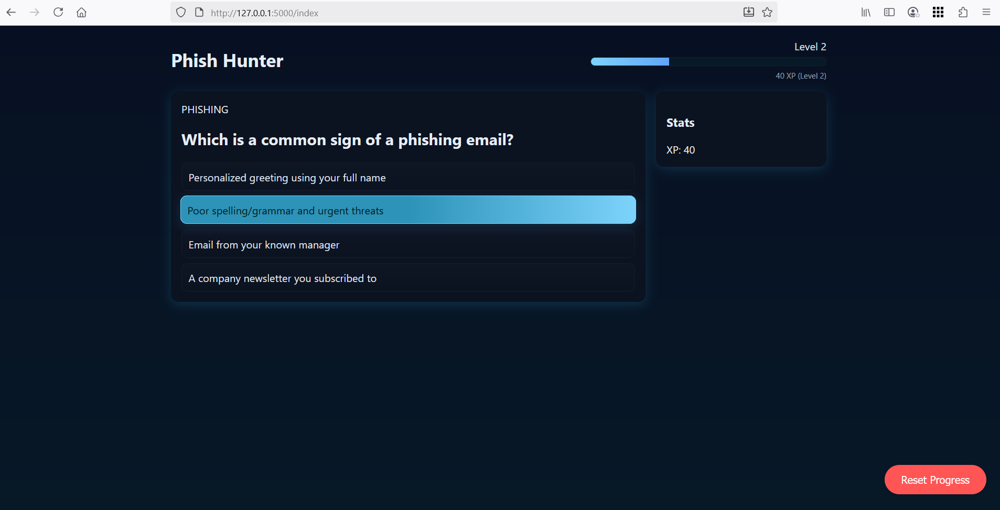 http://127.0.0.1:5000/index
Phish Hunter
Level 2
40 XP (Level 2)
PHISHING
Which is a common sign of a phishing email?
Personalized greeting using your full name
Poor spelling/grammar and urgent threats
Email from your known manager
A company newsletter you subscribed to
Stats
XP: 40
Reset Progress